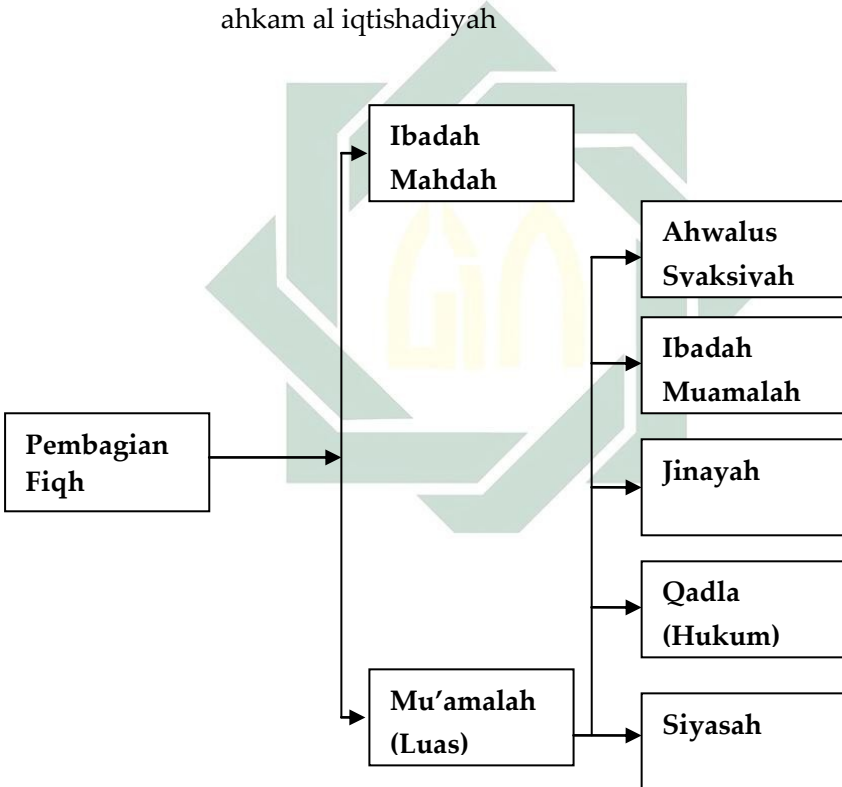 ahkam al iqtishadiyah
Ibadah
Mahdah
Ahwalus
Syaksiyah
Ibadah
Muamalah
Pembagian
Fiqh
Jinayah
Qadla
(Hukum)
Mu’amalah
(Luas)
Siyasah